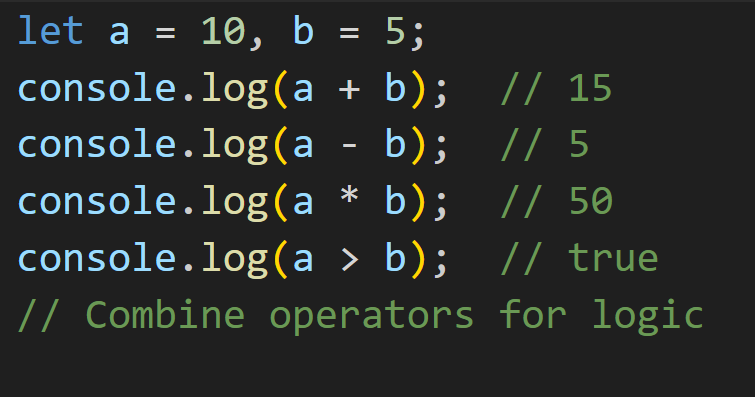 let a = 10, b = 5;
console.log(a + b);  // 15
console.log(a - b);  // 5
console.log(a * b);  // 50
console.log(a > b);  // true
// Combine operators for logic